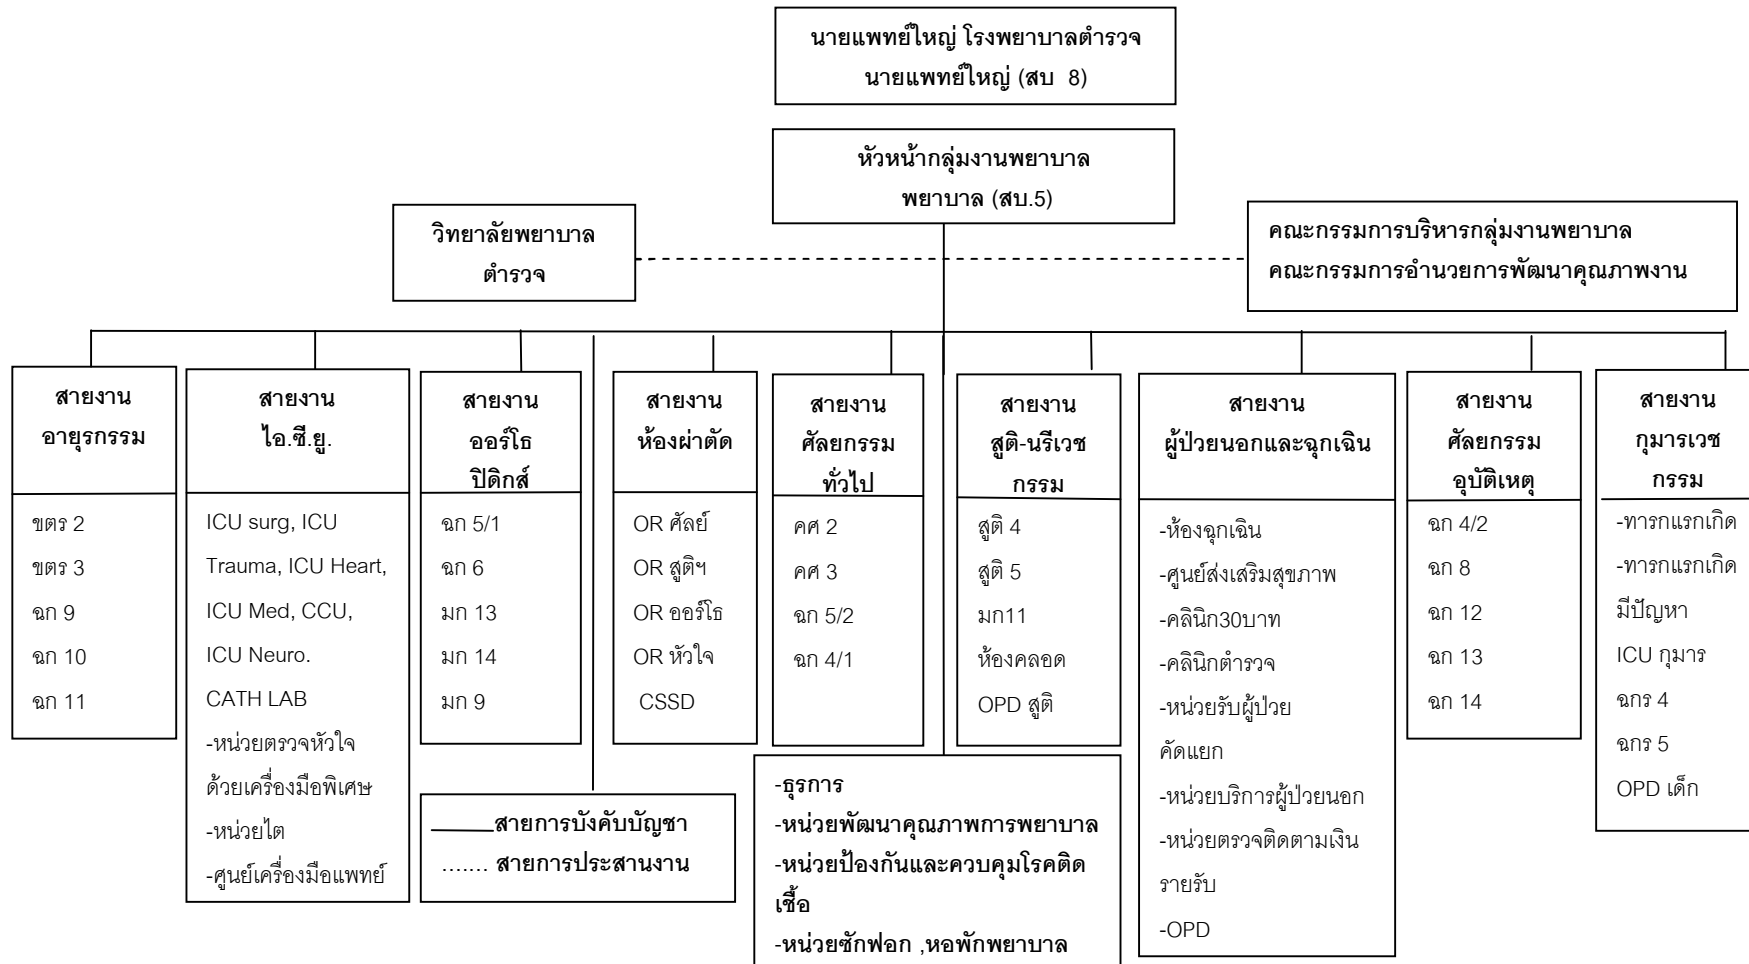 นายแพทย์ใหญ่ โรงพยาบาลตำรวจ
นายแพทย์ใหญ่ (สบ 8)
หัวหน้ากลุ่มงานพยาบาล
พยาบาล (สบ.5)
วิทยาลัยพยาบาล
ตำรวจ
คณะกรรมการบริหารกลุ่มงานพยาบาล
คณะกรรมการอำนวยการพัฒนาคุณภาพงาน
สายงาน
อายุรกรรม
ขตร 2
ขตร 3
ฉก 9
ฉก 10
ฉก 11
สายงาน
ไอ.ซี.ยู.
ICU surg, ICU
Trauma, ICU Heart,
ICU Med, CCU,
ICU Neuro.
CATH LAB
-หน่วยตรวจหัวใจ
ด้วยเครื่องมือพิเศษ
-หน่วยไต
-ศูนย์เครื่องมือแพทย์
สายงาน
ออร์โธ
ปิดิกส์
ฉก 5/1
ฉก 6
มก 13
มก 14
มก 9
สายงาน
ห้องผ่าตัด
OR ศัลย์
OR สูติฯ
OR ออร์โธ
OR หัวใจ
CSSD
สายงาน
ศัลยกรรม
ทั่วไป
คศ 2
คศ 3
ฉก 5/2
ฉก 4/1
สายงาน
สูติ-นรีเวช
กรรม
สูติ 4
สูติ 5
มก11
ห้องคลอด
OPD สูติ
สายงาน
ผู้ป่วยนอกและฉุกเฉิน
-ห้องฉุกเฉิน
-ศูนย์ส่งเสริมสุขภาพ
-คลินิก30บาท
-คลินิกตำรวจ
-หน่วยรับผู้ป่วย
คัดแยก
-หน่วยบริการผู้ป่วยนอก
-หน่วยตรวจติดตามเงิน
รายรับ
-OPD
สายงาน
ศัลยกรรม
อุบัติเหตุ
ฉก 4/2
ฉก 8
ฉก 12
ฉก 13
ฉก 14
สายงาน
กุมารเวช
กรรม
-ทารกแรกเกิด
-ทารกแรกเกิด
มีปัญหา
ICU กุมาร
ฉกร 4
ฉกร 5
OPD เด็ก
สายการบังคับบัญชา
....... สายการประสานงาน
-ธุรการ
-หน่วยพัฒนาคุณภาพการพยาบาล
-หน่วยป้องกันและควบคุมโรคติด
เชื้อ
-หน่วยซักฟอก ,หอพักพยาบาล